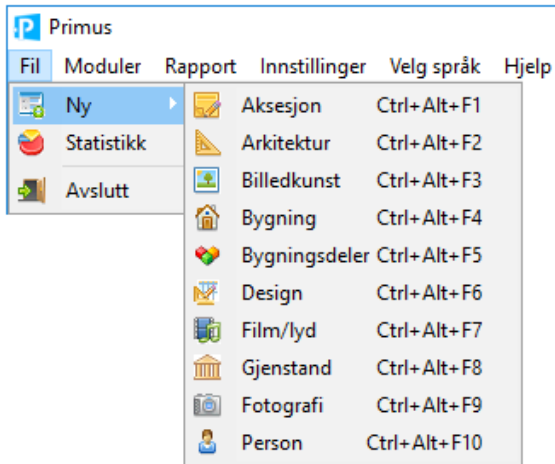 Primus
Fil Moduler Rapport Innstillinger Velg språk Hjelp
Ny
Statistikk
Avslutt
Aksesjon Ctrl+Alt+F1
Arkitektur Ctrl+Alt+F2
Billedkunst Ctrl+Alt+F3
Bygning Ctrl+Alt+F4
Bygningsdeler Ctrl+Alt+F5
Design Ctrl+Alt+F6
Film/lyd Ctrl+Alt+F7
Gjenstand Ctrl+Alt+F8
Fotografi Ctrl+Alt+F9
Person Ctrl+Alt+F10